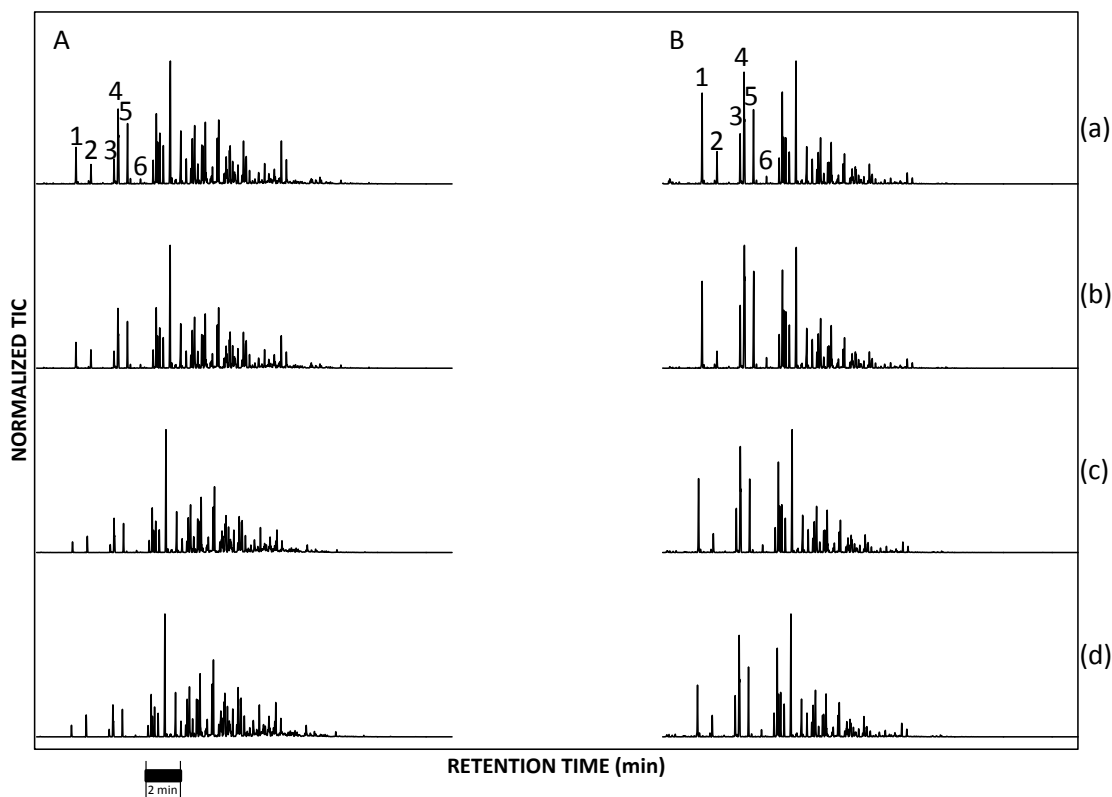 A
B
1
2
3
4
5
6
1
2
3
4
5
6
(a)
(b)
(c)
(d)
NORMALIZED TIC
RETENTION TIME (min)
2 min